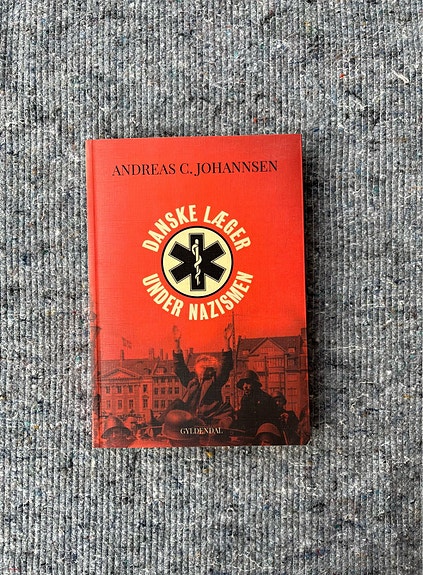 ANDREAS C. JOHANNSEN
DANSKE LÆGER
UNDER NAZISMEN
GYLDENDAL